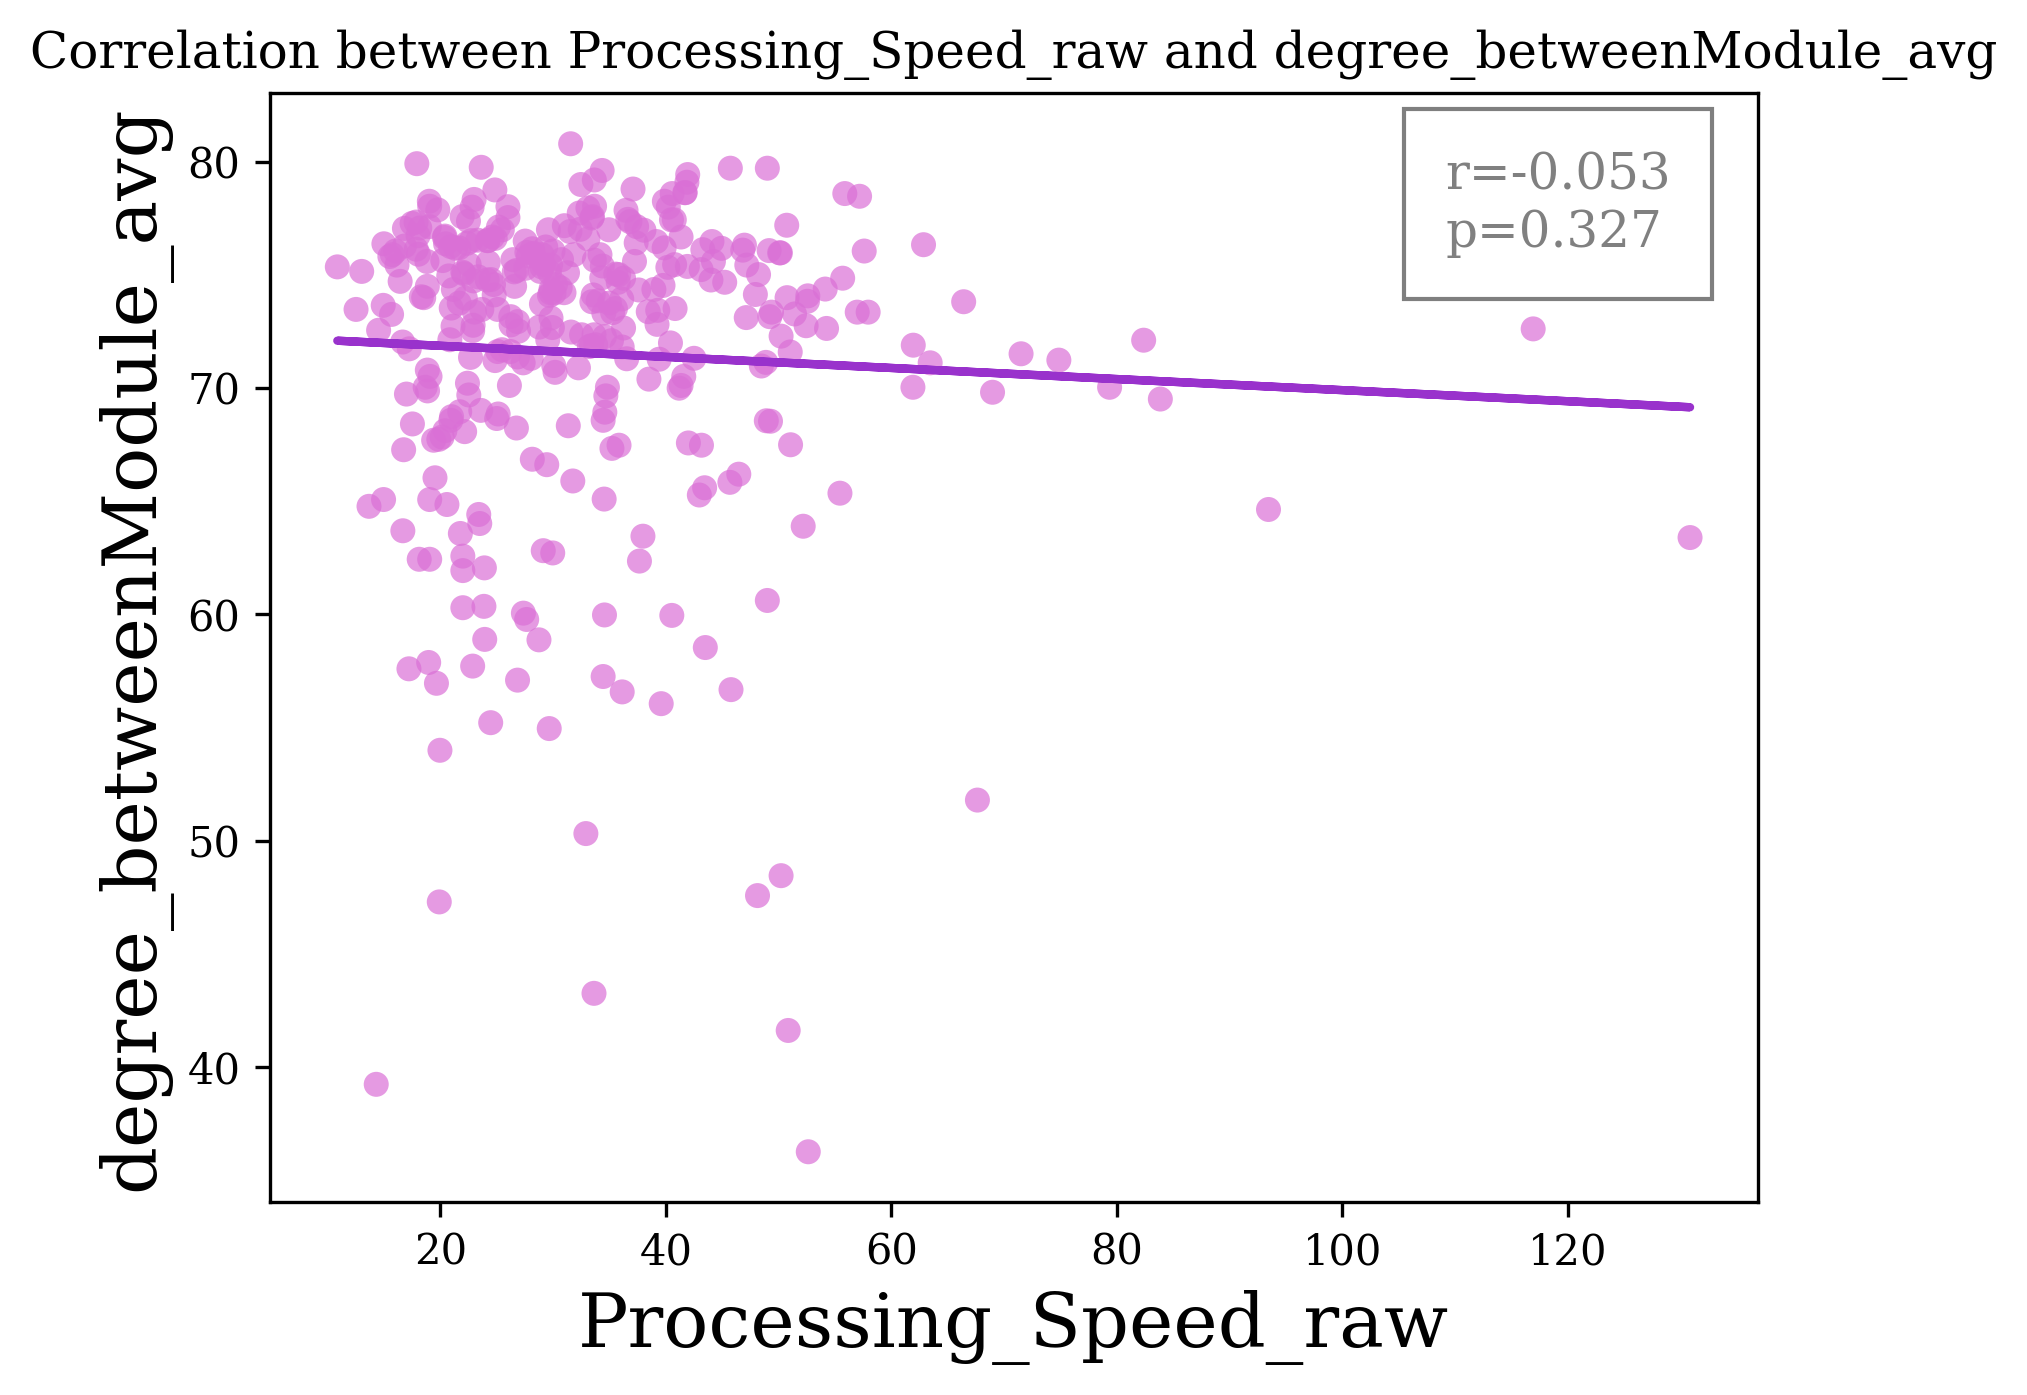 Correlation between Processing_Speed_raw and degree_betweenModule_avg
r=-0.053
p=0.327
degree_betweenModule_avg
80
70
60
50
40
20 40 60 80 100 120
Processing_Speed_raw